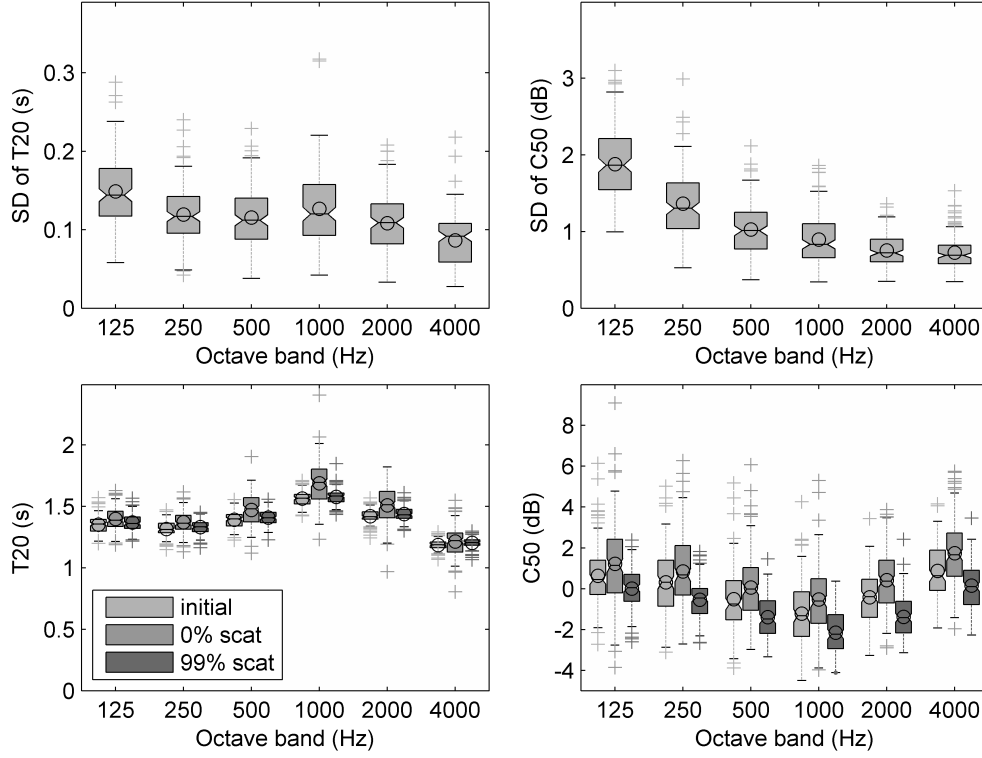 SD of T20 (s)
0.3
0.2
0.1
0
125 250 500 1000 2000 4000
Octave band (Hz)
SD of C50 (dB)
3
2
1
0
125 250 500 1000 2000 4000
Octave band (Hz)
T20 (s)
2
1.5
1
0.5
0
initial
0% scat
99% scat
125 250 500 1000 2000 4000
Octave band (Hz)
C50 (dB)
8
6
4
2
0
-2
-4
125 250 500 1000 2000 4000
Octave band (Hz)